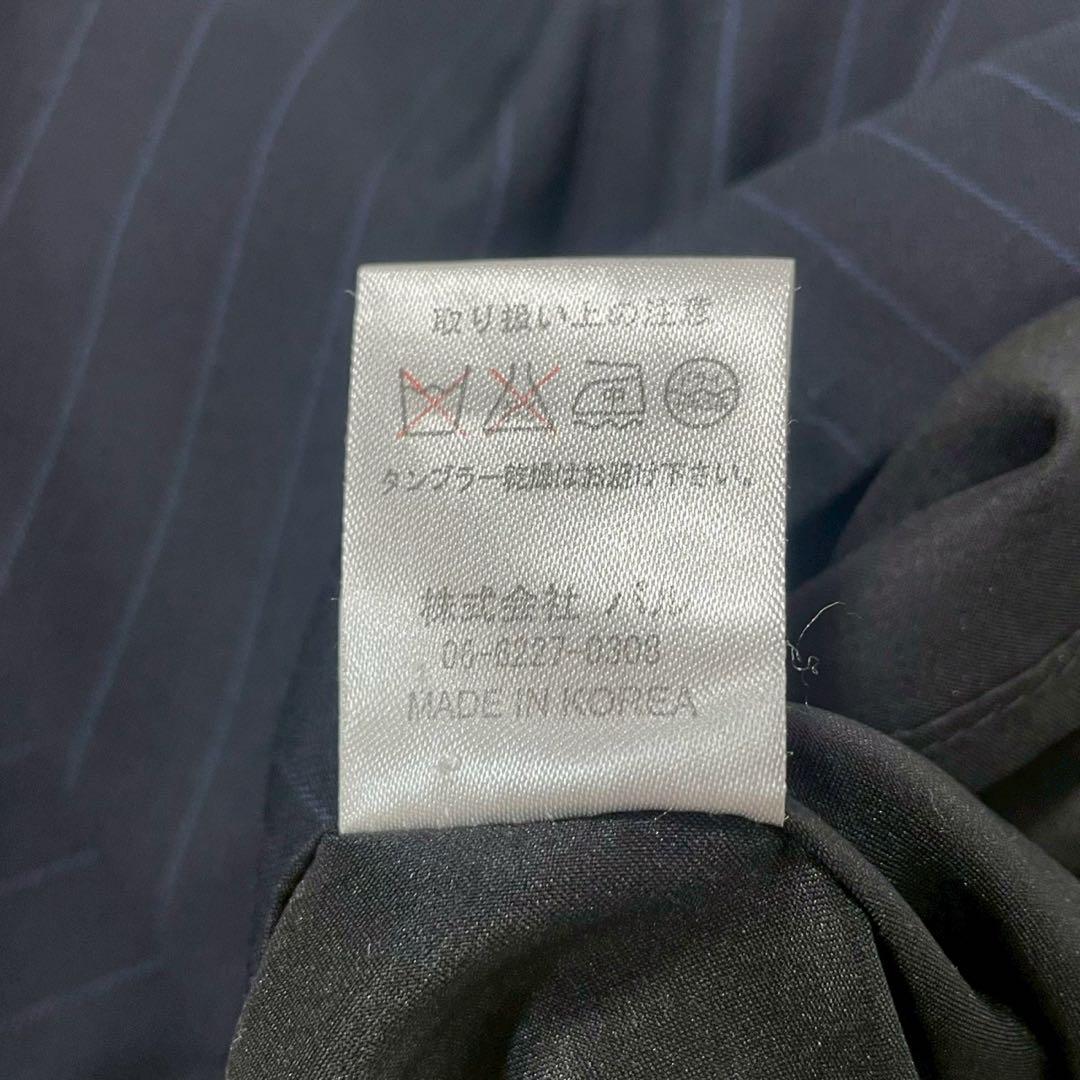 取り扱い上の注意
タンブラー乾燥はお避け下さい。
株式会社 パル
06-6227-0308
MADE IN KOREA